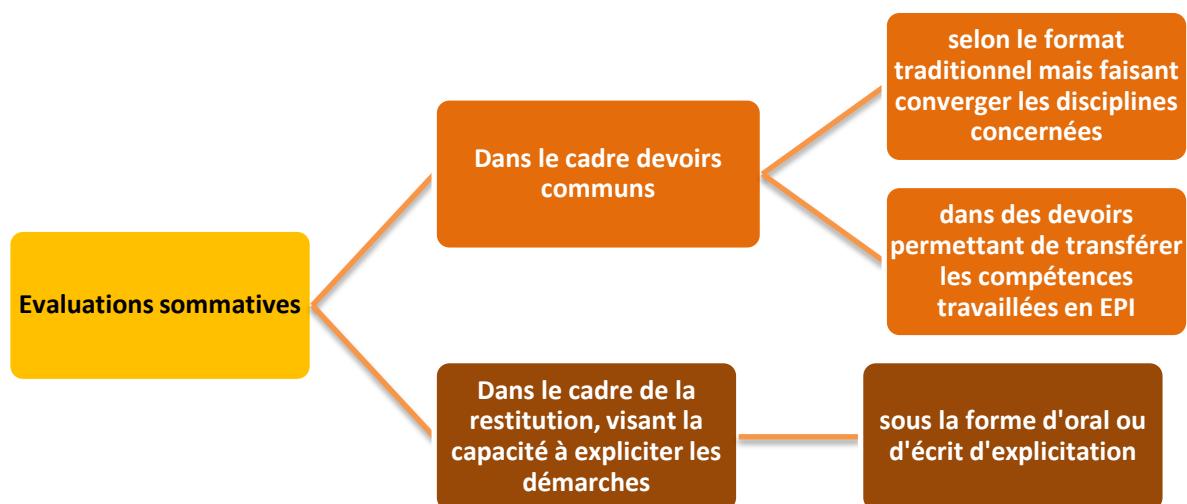 Evaluations sommatives
Dans le cadre devoirs
communs
selon le format
traditionnel mais faisant
converger les disciplines
concernées
dans des devoirs
permettant de transférer
les compétences
travaillées en EPI
Dans le cadre de la
restitution, visant la
capacité à expliciter les
démarches
sous la forme d'oral ou
d'écrit d'explicitation